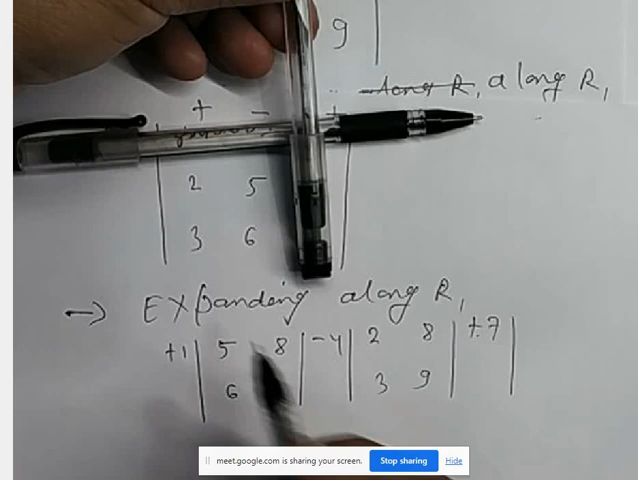 9
along R, along R,
+ - +
2 5
3 6
→ Expanding along R,
+1 | 5 8 | -4 | 2 8 | +7 |
6 | 3 9
meet.google.com is sharing your screen. Stop sharing Hide